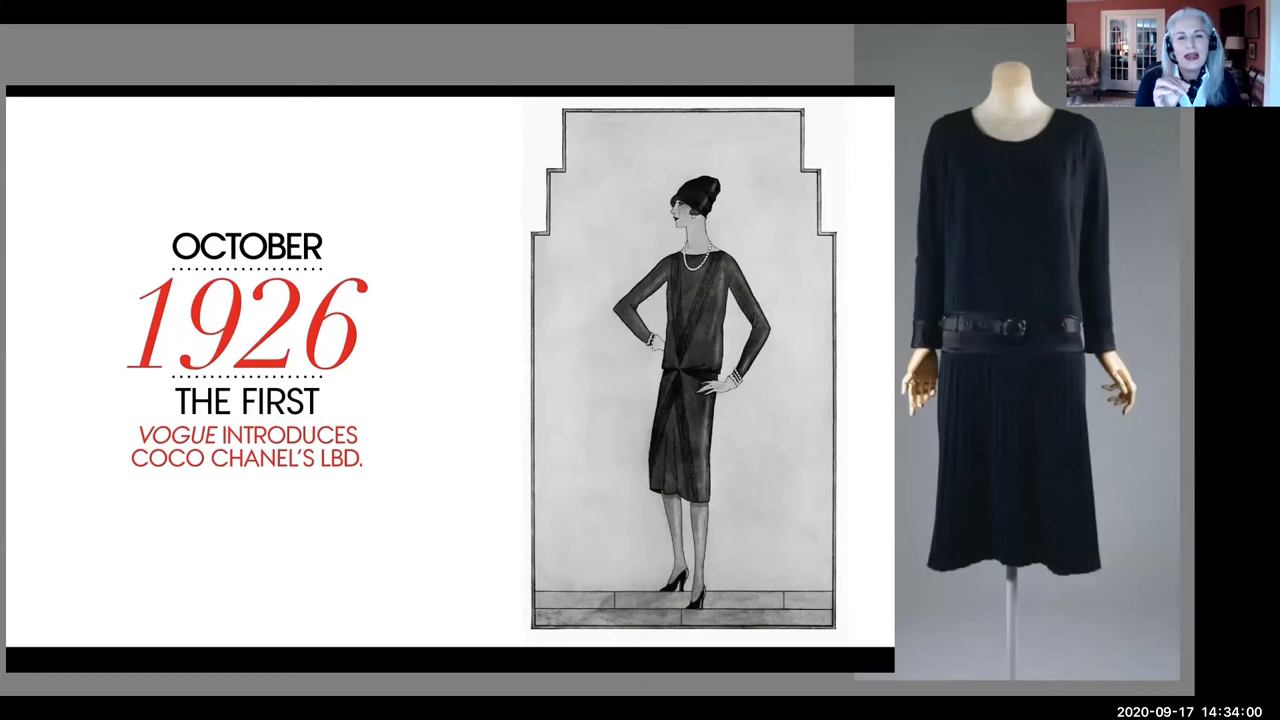 OCTOBER
1926
THE FIRST
VOGUE INTRODUCES
COCO CHANEL'S LBD.
2020-09-17 14:34:00